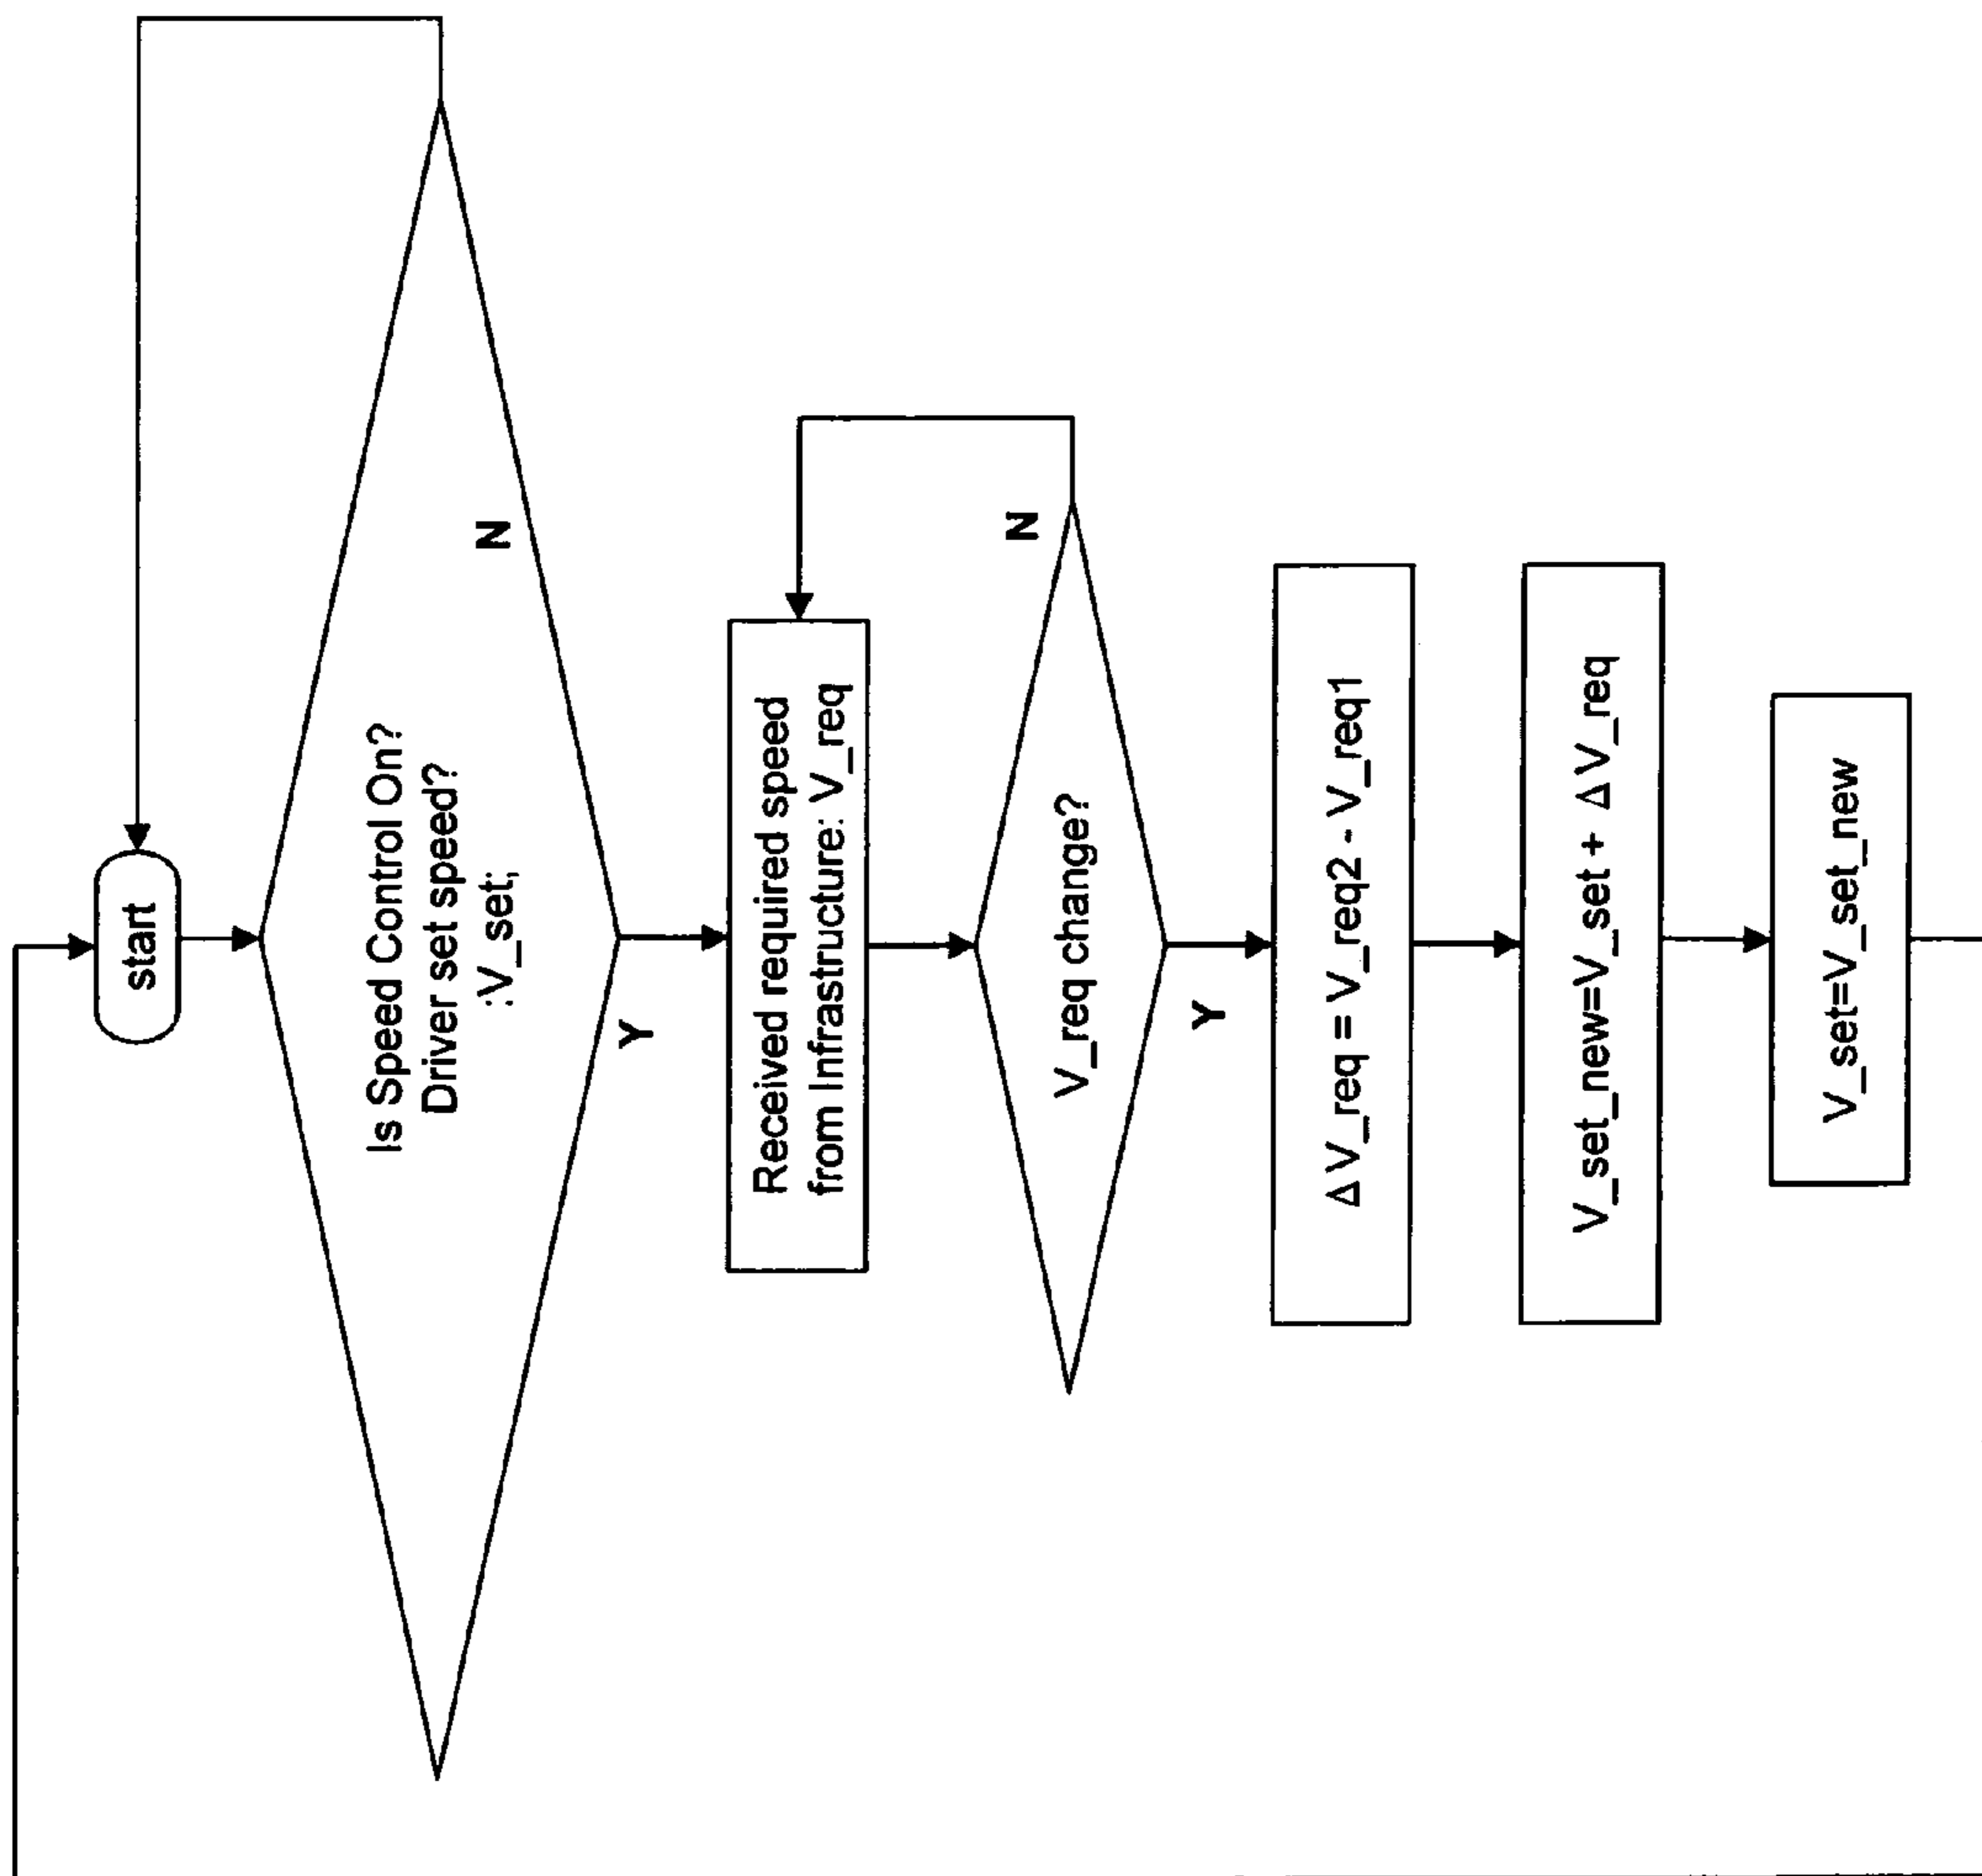 start
Is Speed Control On?
Driver set speed?
:V_set;
N
Y
Received required speed
from Infrastructure: V_req
V_req change?
N
Y
Δ V_req = V_req2 - V_req1
V_set_new=V_set + Δ V_req
V_set=V_set_new